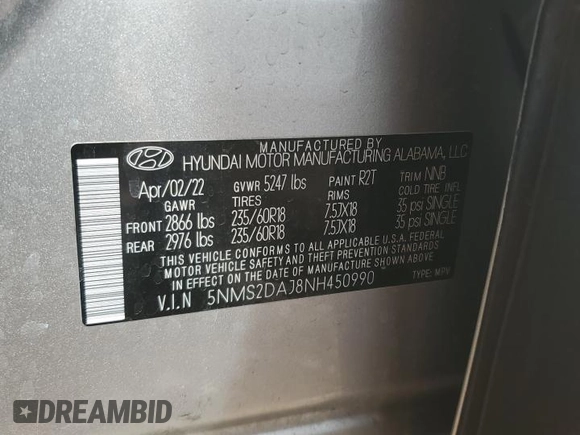 MANUFACTURED BY
HYUNDAI MOTOR MANUFACTURING ALABAMA, LLC
Apr/02/22 GVWR 5247 lbs PAINT R2T TRIM NNB
GAWR TIRES RIMS COLD TIRE INFL
FRONT 2866 lbs 235/60R18 7.5JX18 35 psi SINGLE
REAR 2976 lbs 235/60R18 7.5JX18 35 psi SINGLE
THIS VEHICLE CONFORMS TO ALL APPLICABLE U.S.A. FEDERAL
MOTOR VEHICLE SAFETY AND THEFT PREVENTION STANDARDS
IN EFFECT ON THE DATE OF MANUFACTURE SHOWN ABOVE
V.I.N 5NMS2DAJ8NH450990 TYPE: MPV
DREAMBID